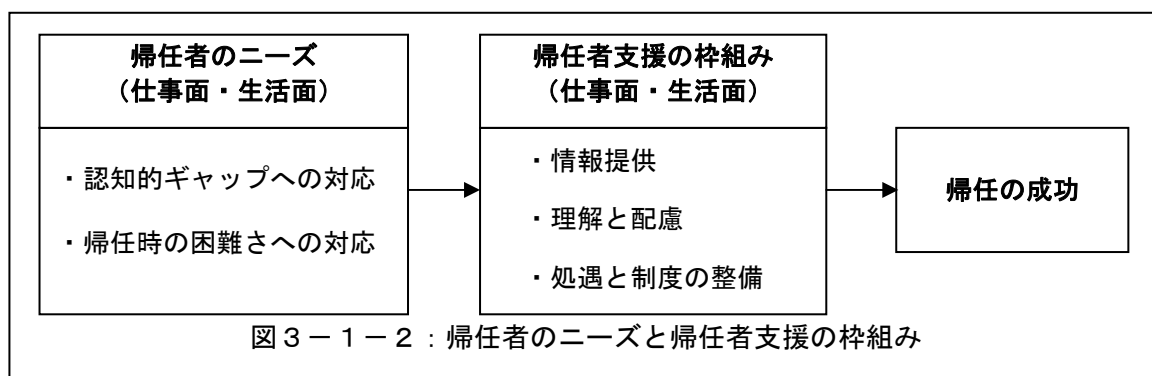 帰任者のニーズ
(仕事面・生活面)
・認知的ギャップへの対応
・帰任時の困難さへの対応
帰任者支援の枠組み
(仕事面・生活面)
・情報提供
・理解と配慮
・処遇と制度の整備
帰任の成功
図3-1-2:帰任者のニーズと帰任者支援の枠組み